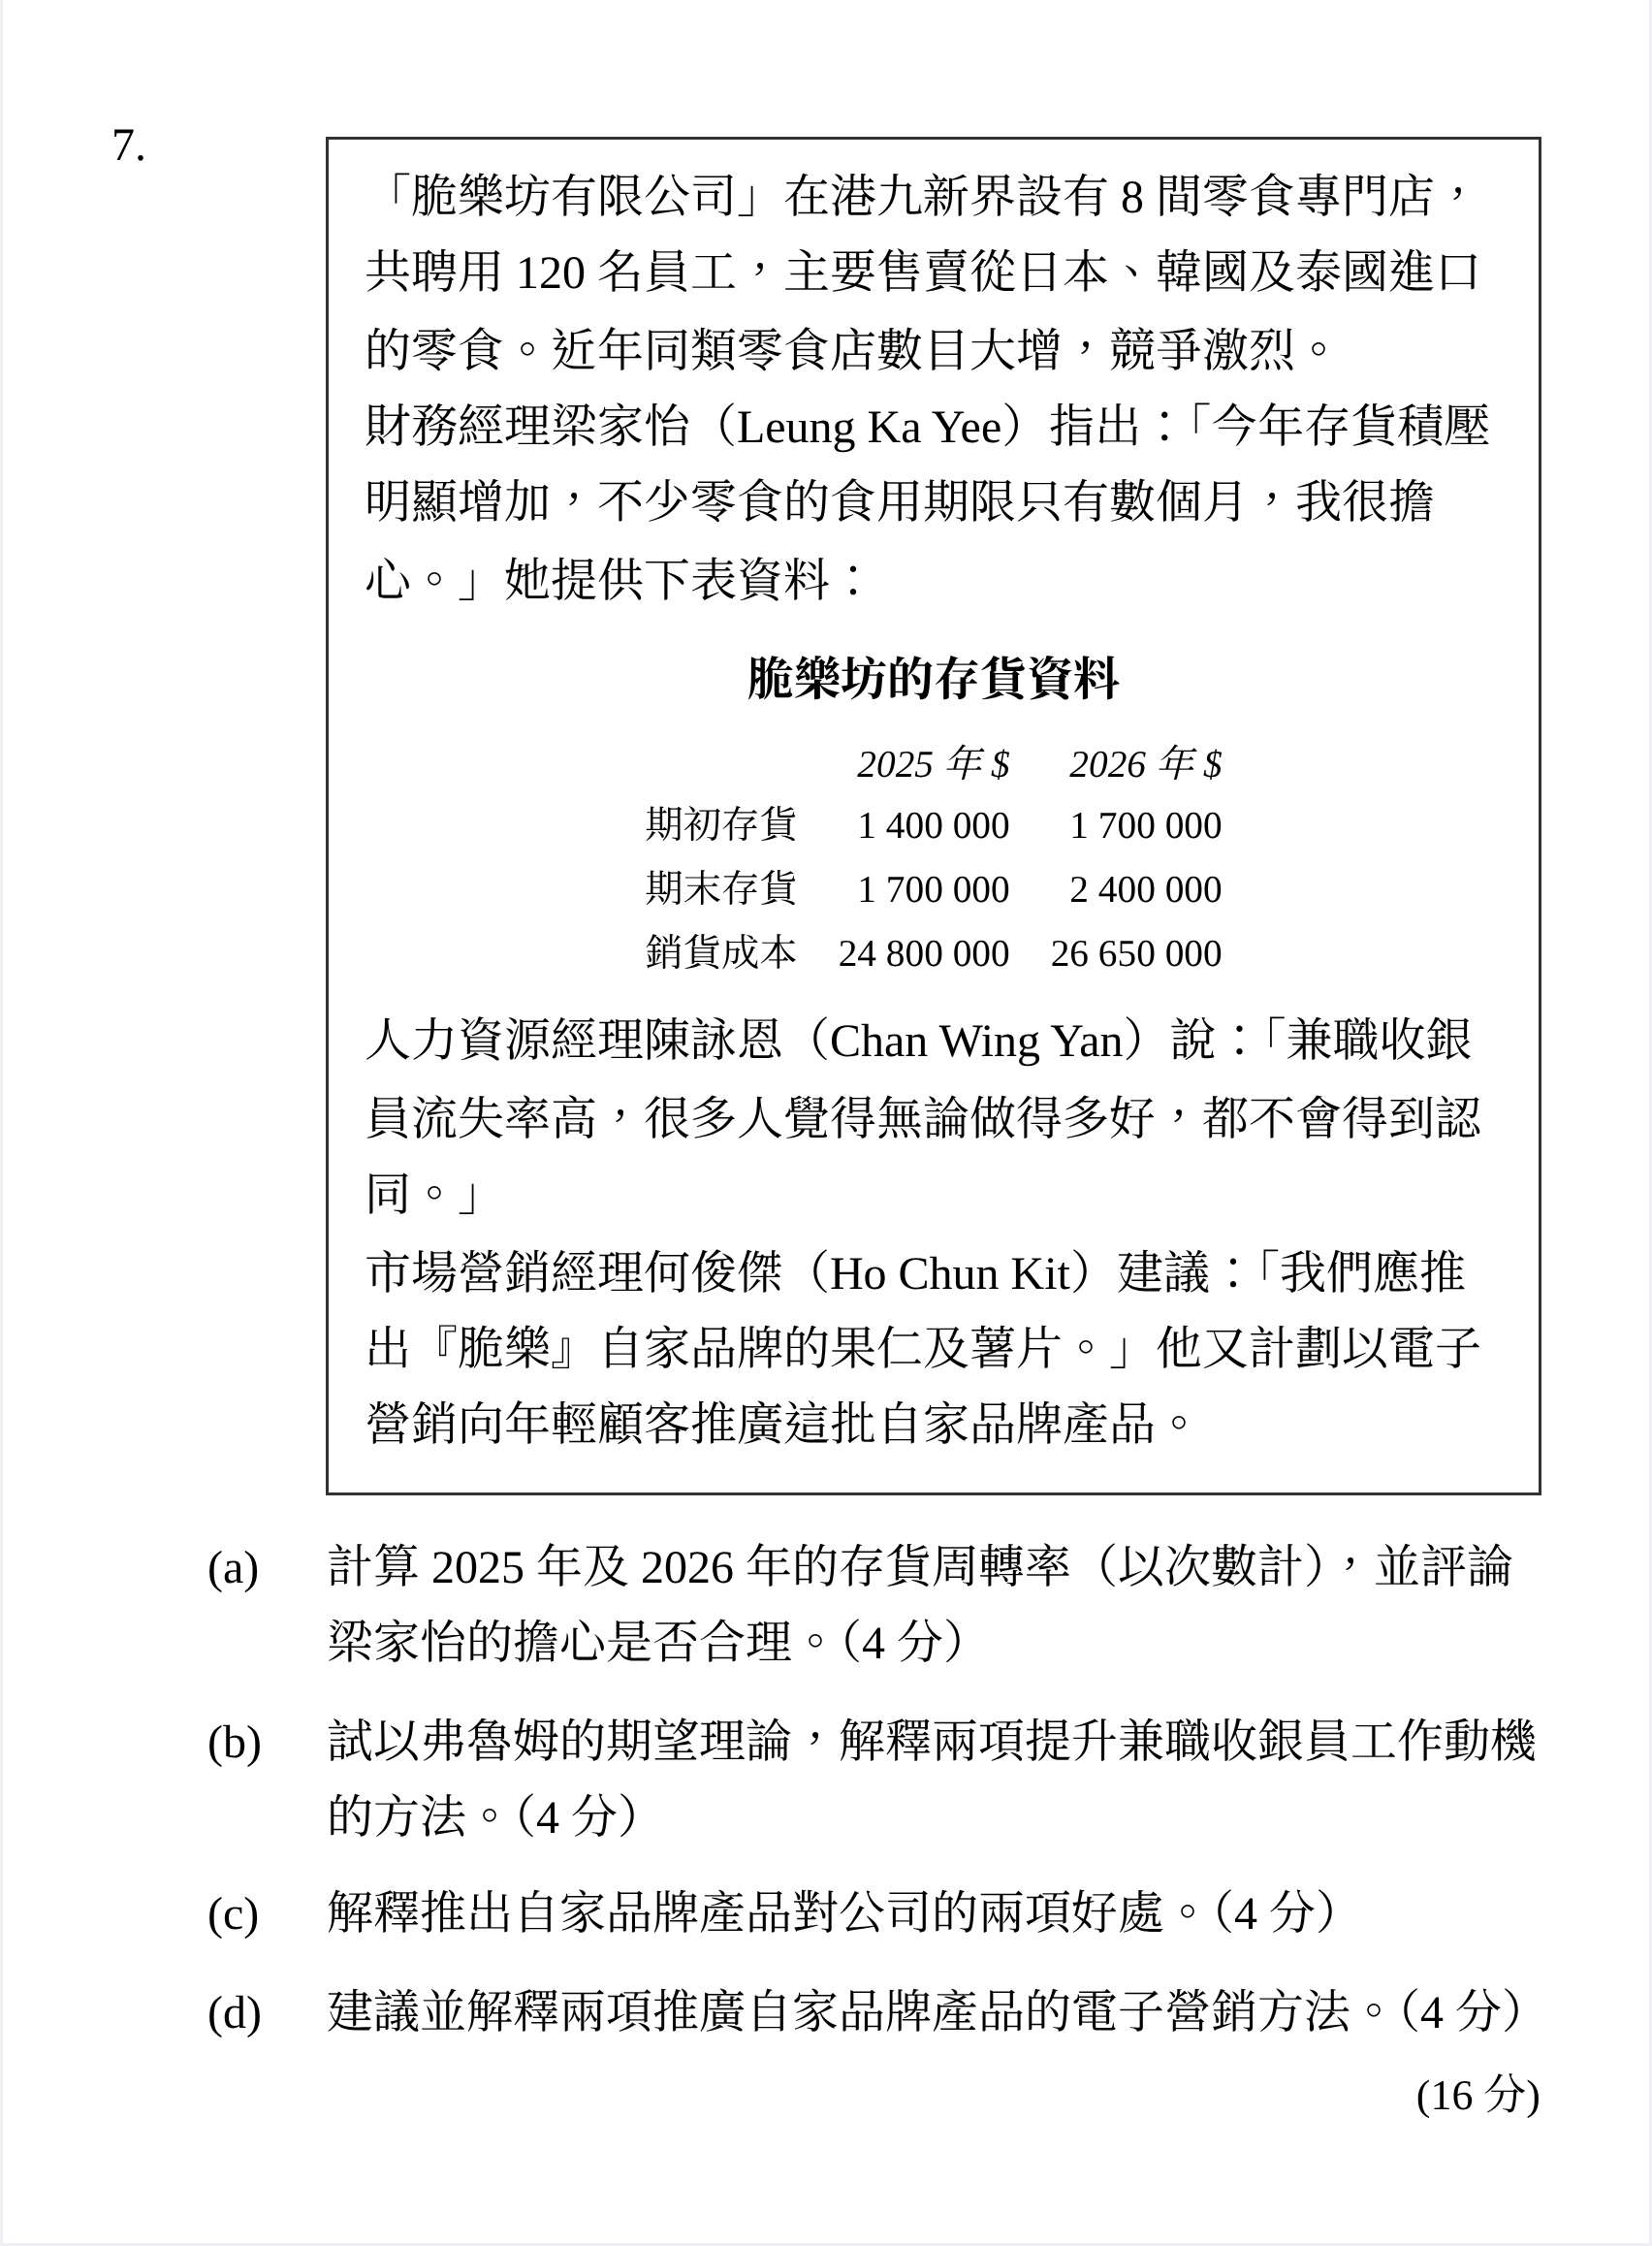 7.
「脆樂坊有限公司」在港九新界設有 8 間零食專門店，
共聘用 120 名員工，主要售賣從日本、韓國及泰國進口
的零食。近年同類零食店數目大增，競爭激烈。
財務經理梁家怡（Leung Ka Yee）指出：「今年存貨積壓
明顯增加，不少零食的食用期限只有數個月，我很擔
心。」她提供下表資料：
脆樂坊的存貨資料
2025 年 $ 2026 年 $
期初存貨 1 400 000 1 700 000
期末存貨 1 700 000 2 400 000
銷貨成本 24 800 000 26 650 000
人力資源經理陳詠恩（Chan Wing Yan）說：「兼職收銀
員流失率高，很多人覺得無論做得多好，都不會得到認
同。」
市場營銷經理何俊傑（Ho Chun Kit）建議：「我們應推
出『脆樂』自家品牌的果仁及薯片。」他又計劃以電子
營銷向年輕顧客推廣這批自家品牌產品。
(a) 計算 2025 年及 2026 年的存貨周轉率（以次數計），並評論
梁家怡的擔心是否合理。（4 分）
(b) 試以弗魯姆的期望理論，解釋兩項提升兼職收銀員工作動機
的方法。（4 分）
(c) 解釋推出自家品牌產品對公司的兩項好處。（4 分）
(d) 建議並解釋兩項推廣自家品牌產品的電子營銷方法。（4 分）
(16 分)